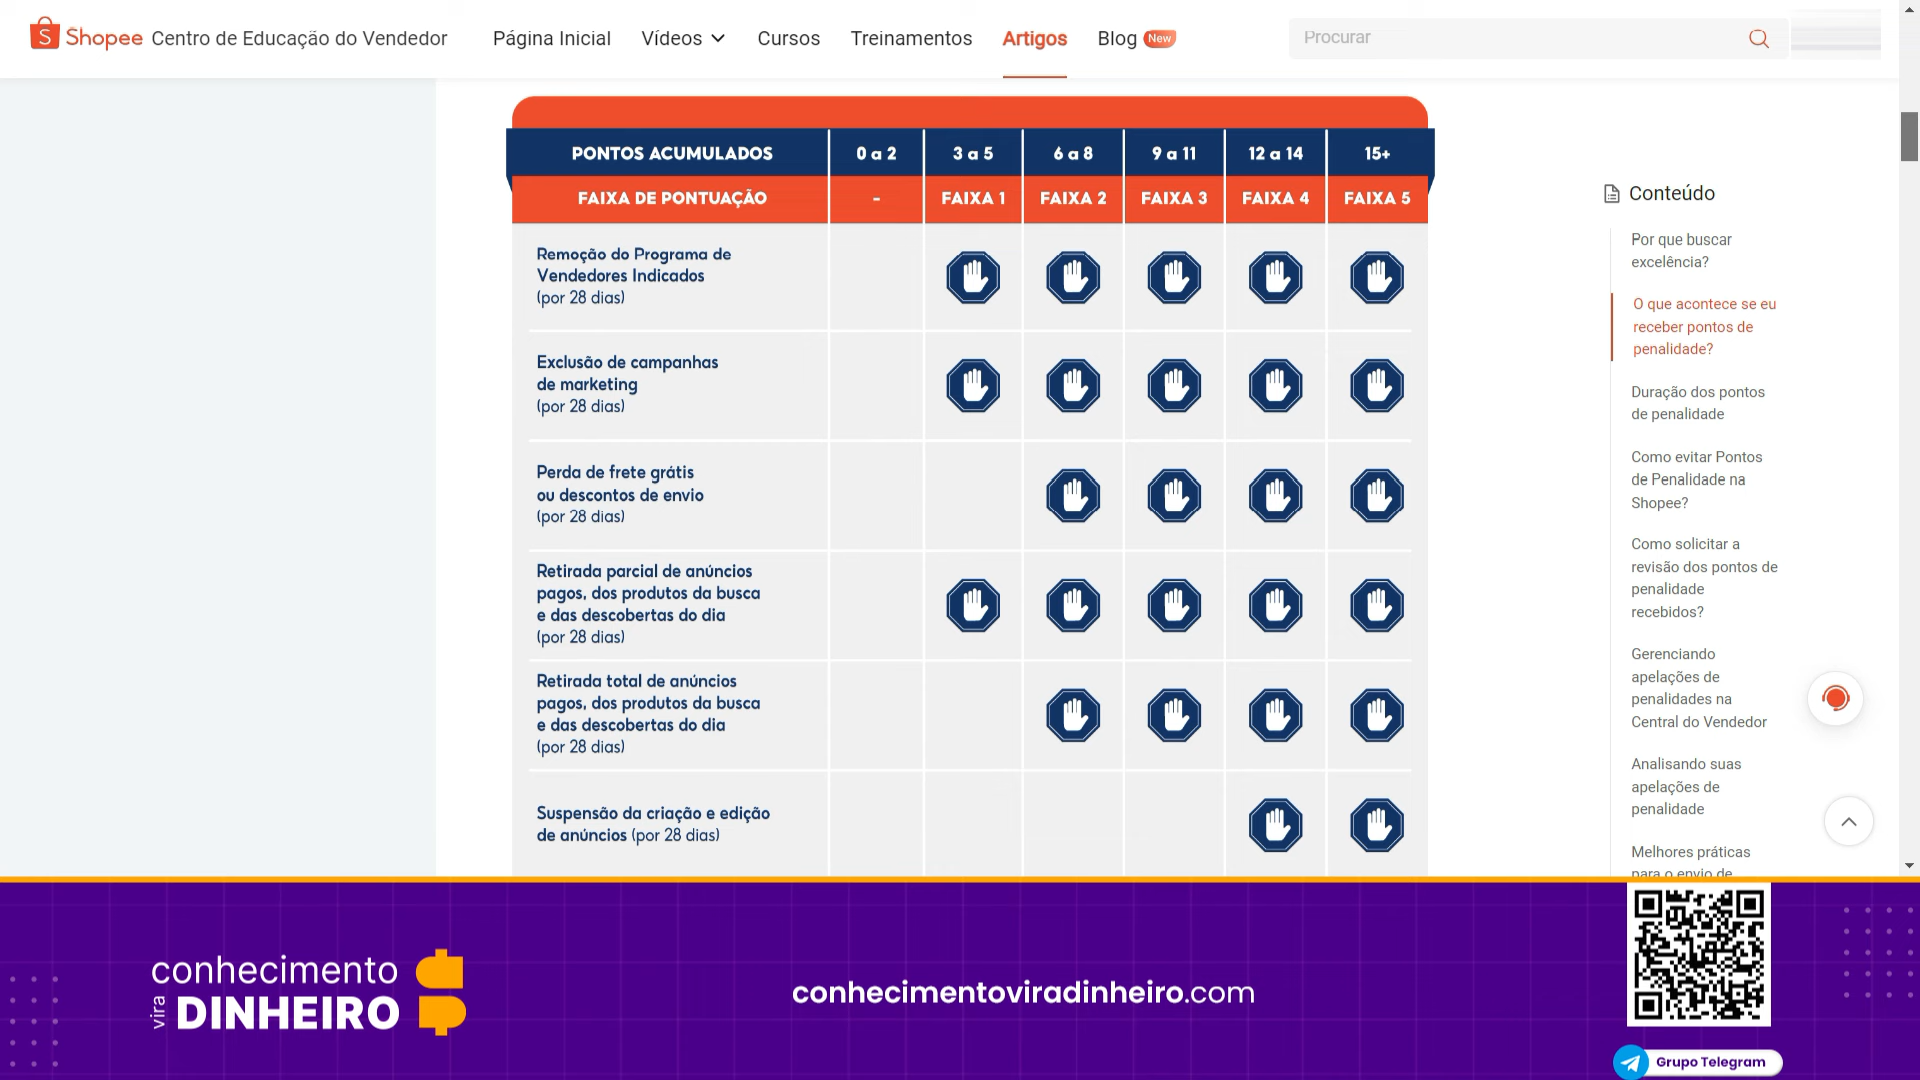 Shopee Centro de Educação do Vendedor
Página Inicial
Vídeos
Cursos
Treinamentos
Artigos
Blog New
Procurar
PONTOS ACUMULADOS 0 a 2 3 a 5 6 a 8 9 a 11 12 a 14 15+
FAIXA DE PONTUAÇÃO - FAIXA 1 FAIXA 2 FAIXA 3 FAIXA 4 FAIXA 5
Remoção do Programa de
Vendedores Indicados
(por 28 dias)
Exclusão de campanhas
de marketing
(por 28 dias)
Perda de frete grátis
ou descontos de envio
(por 28 dias)
Retirada parcial de anúncios
pagos, dos produtos da busca
e das descobertas do dia
(por 28 dias)
Retirada total de anúncios
pagos, dos produtos da busca
e das descobertas do dia
(por 28 dias)
Suspensão da criação e edição
de anúncios (por 28 dias)
Conteúdo
Por que buscar
excelência?
O que acontece se eu
receber pontos de
penalidade?
Duração dos pontos
de penalidade
Como evitar Pontos
de Penalidade na
Shopee?
Como solicitar a
revisão dos pontos de
penalidade
recebidos?
Gerenciando
apelações de
penalidades na
Central do Vendedor
Analisando suas
apelações de
penalidade
Melhores práticas
para o envio de
conhecimento
vira DINHEIRO
conhecimentoviradinheiro.com
Grupo Telegram